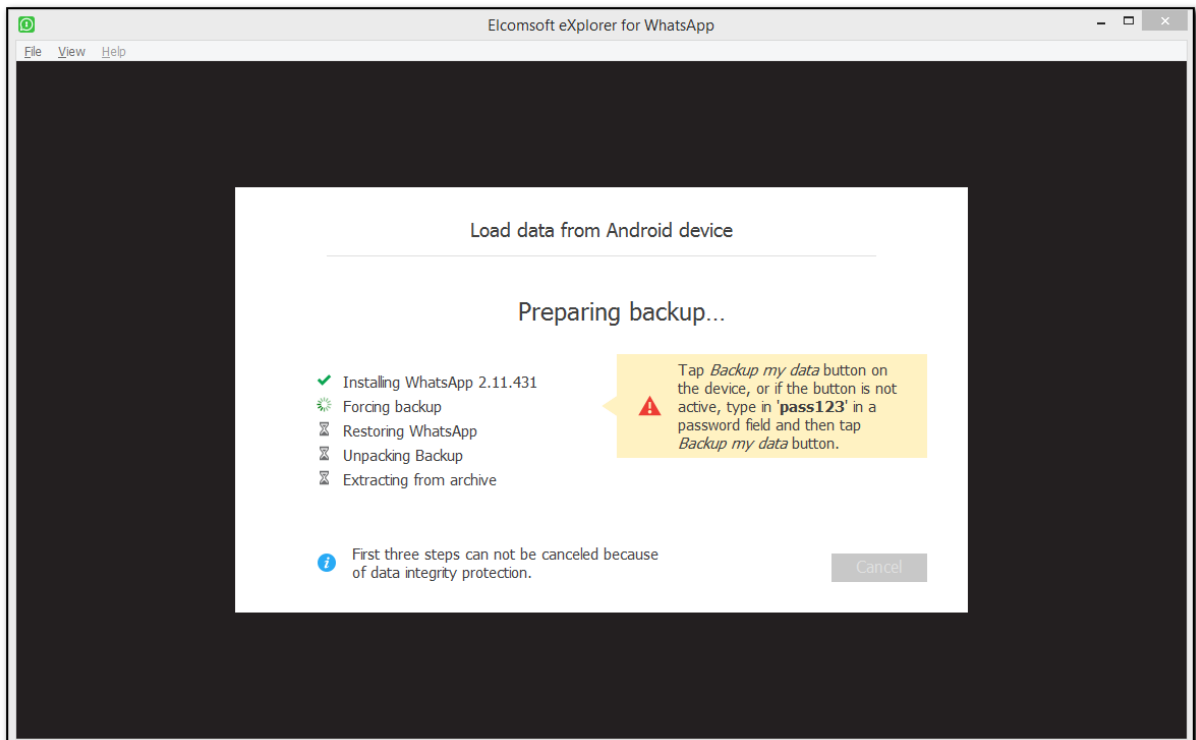 Elcomsoft eXplorer for WhatsApp
File View Help
Load data from Android device
Preparing backup...
Installing WhatsApp 2.11.431
Forcing backup
Restoring WhatsApp
Unpacking Backup
Extracting from archive
Tap Backup my data button on
the device, or if the button is not
active, type in 'pass123' in a
password field and then tap
Backup my data button.
First three steps can not be canceled because
of data integrity protection.
Cancel